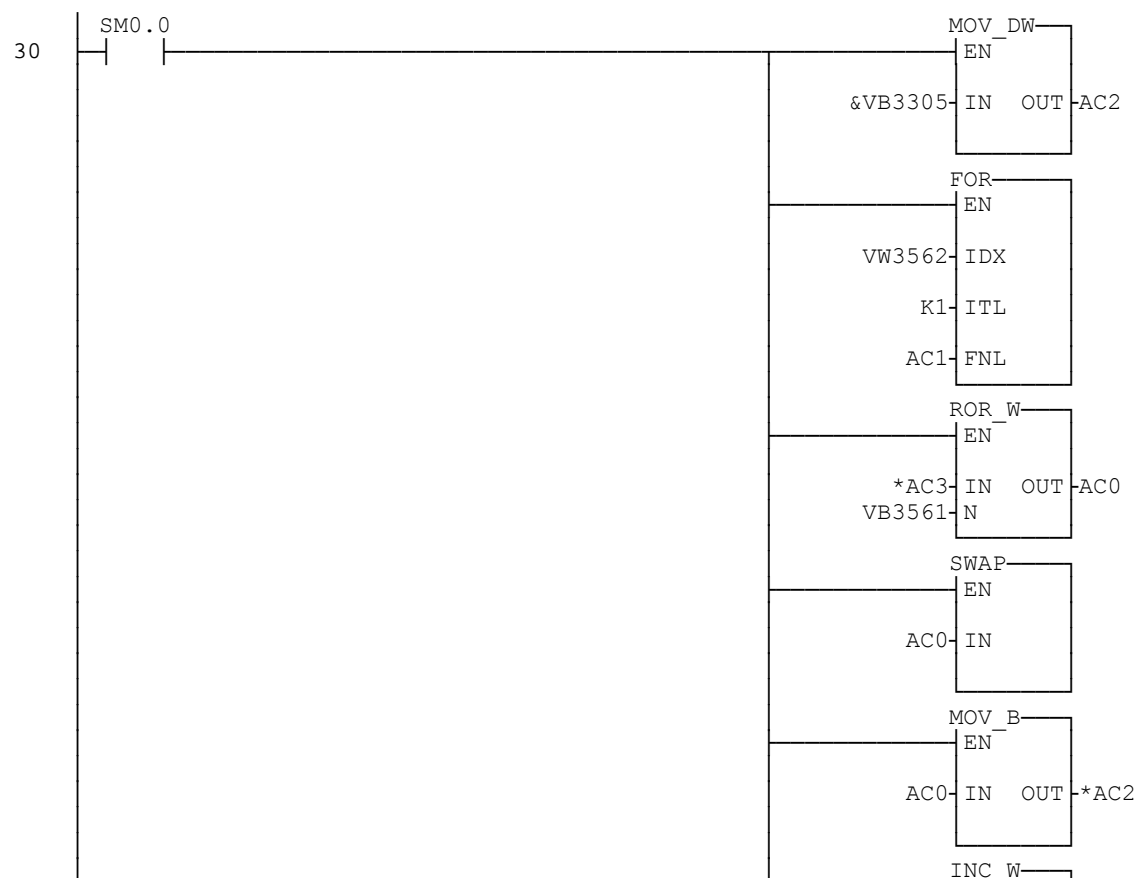 SM0.0
MOV_DW
30
EN
&VB3305 IN OUT AC2
FOR
EN
VW3562 IDX
K1 ITL
AC1 FNL
ROR_W
EN
*AC3 IN OUT AC0
VB3561 N
SWAP
EN
AC0 IN
MOV_B
EN
AC0 IN OUT *AC2
INC_W